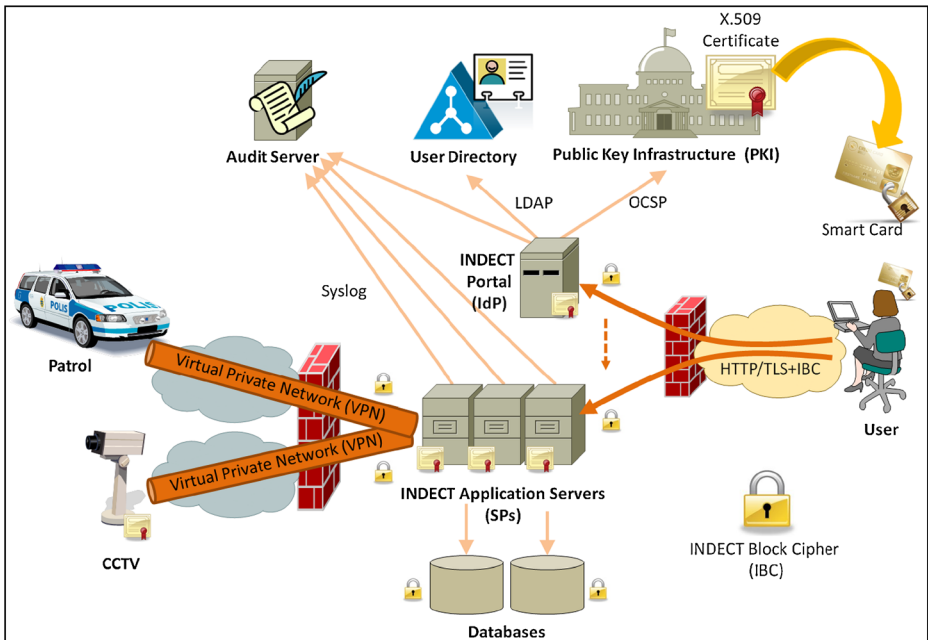 X.509
Certificate
Audit Server
User Directory
Public Key Infrastructure (PKI)
LDAP
OCSP
Smart Card
INDECT
Portal
(IdP)
Syslog
POLIS
POLIS
Patrol
Virtual Private Network (VPN)
HTTP/TLS+IBC
User
Virtual Private Network (VPN)
INDECT Application Servers
(SPs)
CCTV
INDECT Block Cipher
(IBC)
Databases